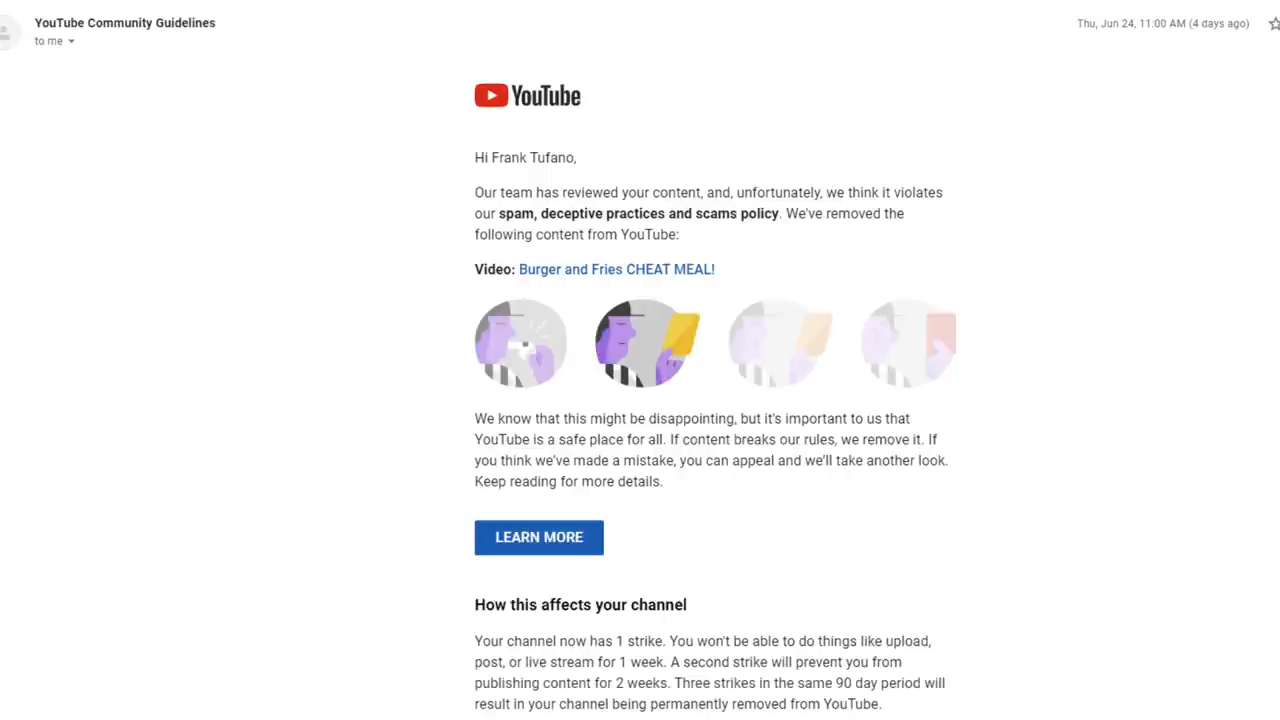 YouTube Community Guidelines
Thu, Jun 24, 11:00 AM (4 days ago)
to me
YouTube
Hi Frank Tufano,
Our team has reviewed your content, and, unfortunately, we think it violates
our spam, deceptive practices and scams policy. We've removed the
following content from YouTube:
Video: Burger and Fries CHEAT MEAL!
We know that this might be disappointing, but it's important to us that
YouTube is a safe place for all. If content breaks our rules, we remove it. If
you think we've made a mistake, you can appeal and we'll take another look.
Keep reading for more details.
LEARN MORE
How this affects your channel
Your channel now has 1 strike. You won't be able to do things like upload,
post, or live stream for 1 week. A second strike will prevent you from
publishing content for 2 weeks. Three strikes in the same 90 day period will
result in your channel being permanently removed from YouTube.